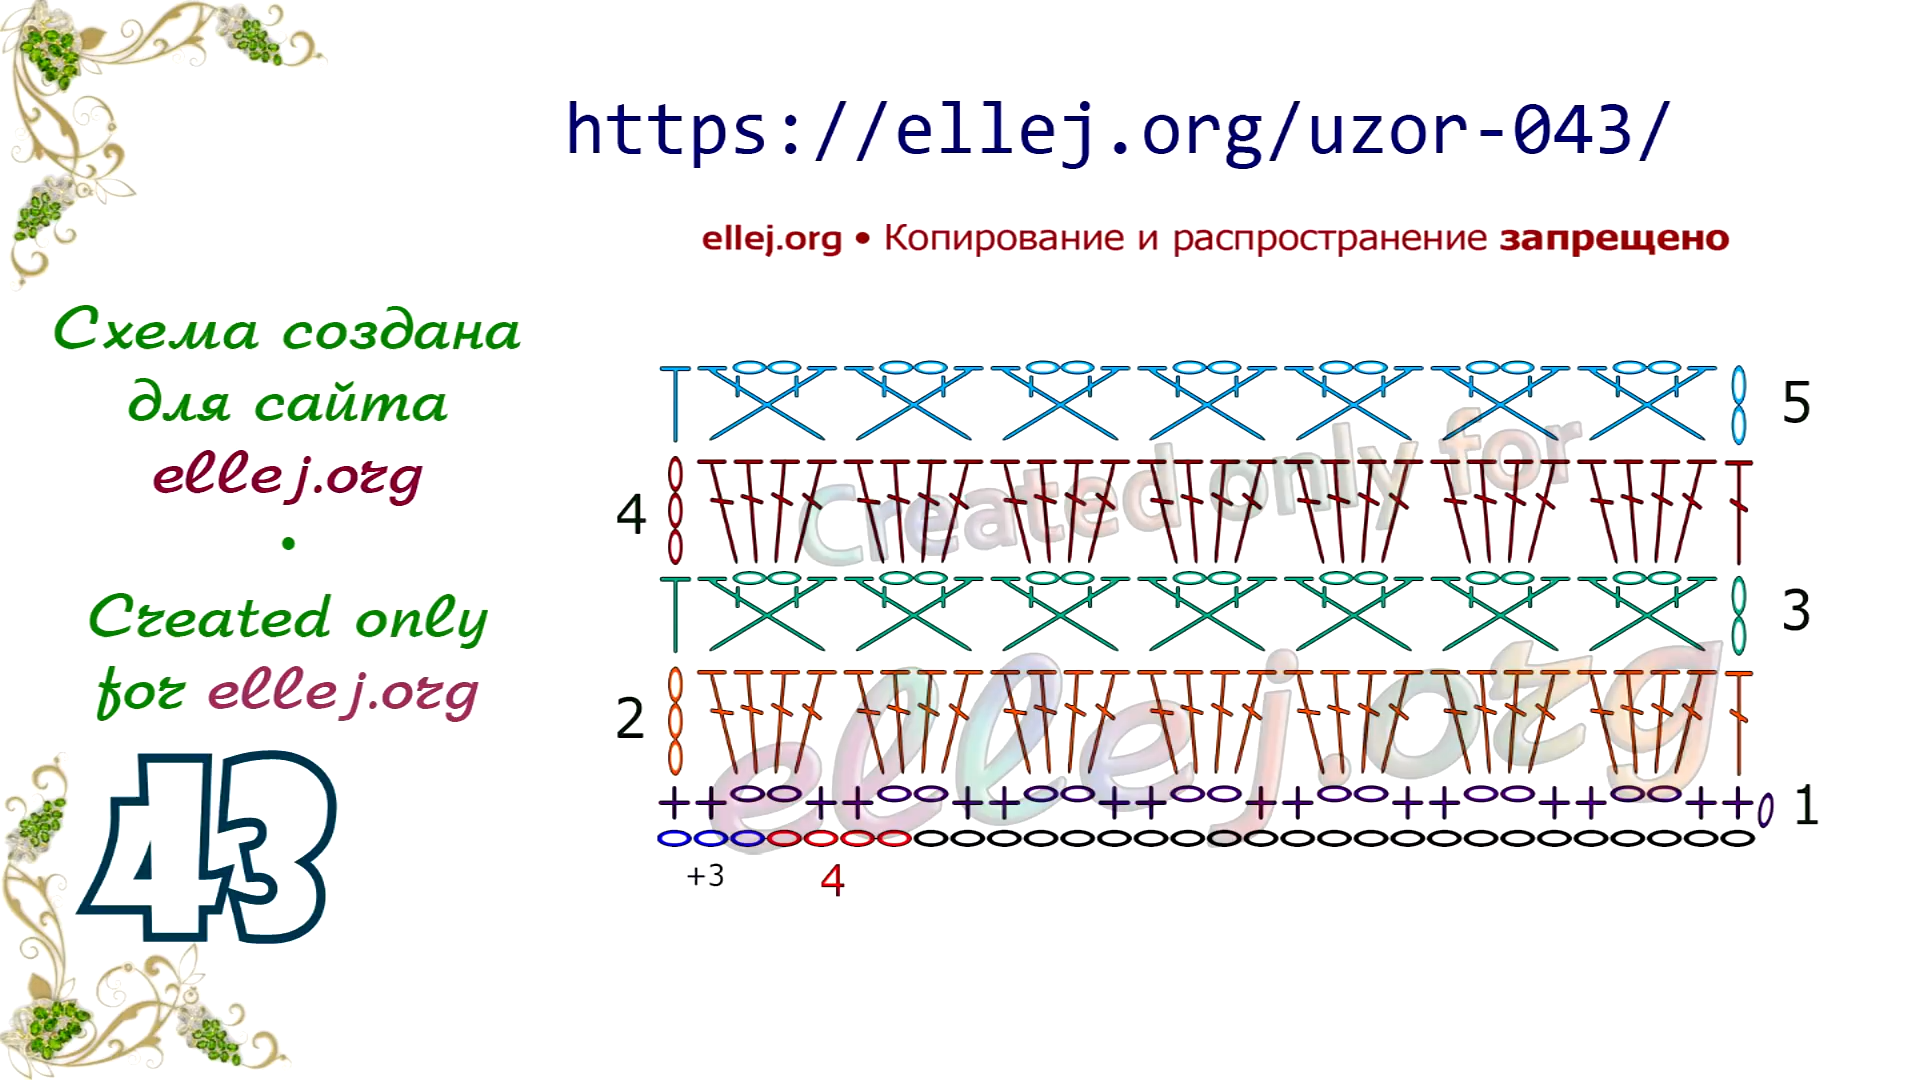 https://ellej.org/uzor-043/
ellej.org • Копирование и распространение запрещено
Схема создана
для сайта
ellej.org
•
Created only
for ellej.org
43
5
4
3
2
1
+3
4
Created only for
ellej.org